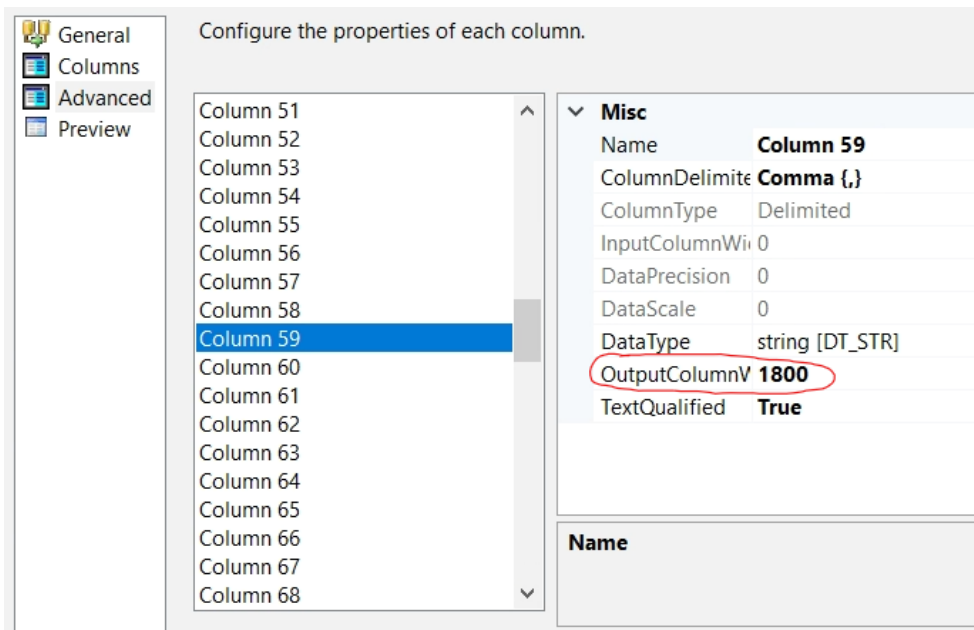 General
Columns
Advanced
Preview
Configure the properties of each column.
Column 51
Column 52
Column 53
Column 54
Column 55
Column 56
Column 57
Column 58
Column 59
Column 60
Column 61
Column 62
Column 63
Column 64
Column 65
Column 66
Column 67
Column 68
Misc
Name Column 59
ColumnDelimite Comma {,}
ColumnType Delimited
InputColumnWi 0
DataPrecision 0
DataScale 0
DataType string [DT_STR]
OutputColumnW 1800
TextQualified True
Name